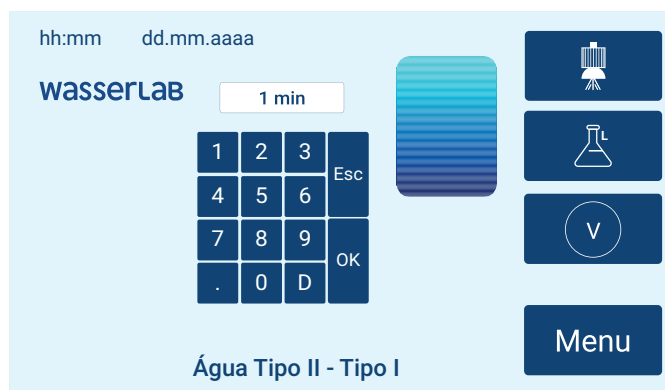 hh:mm dd.mm.aaaa
wasserLab
1 min
1 2 3
Esc
4 5 6
7 8 9
OK
. 0 D
L
V
Menu
Água Tipo II - Tipo I